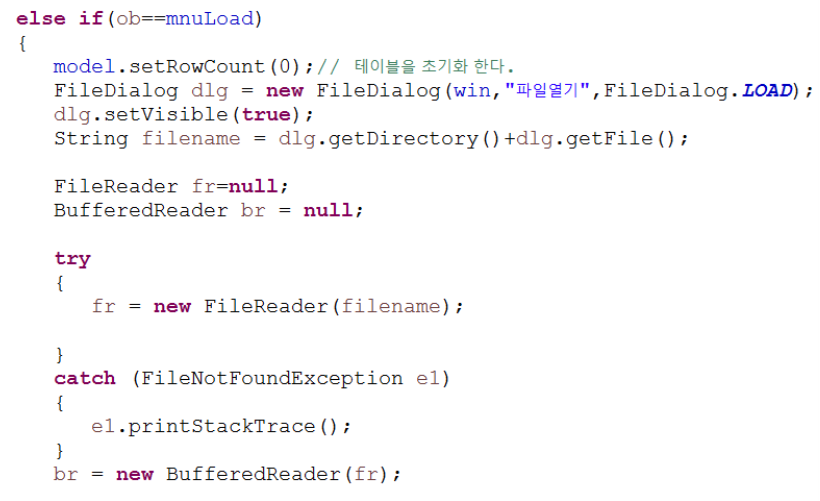 else if(ob==mnuLoad)
{
model.setRowCount(0);// 테이블을 초기화 한다.
FileDialog dlg = new FileDialog(win,"파일열기",FileDialog.LOAD);
dlg.setVisible(true);
String filename = dlg.getDirectory()+dlg.getFile();
FileReader fr=null;
BufferedReader br = null;
try
{
fr = new FileReader(filename);
}
catch (FileNotFoundException e1)
{
e1.printStackTrace();
}
br = new BufferedReader(fr);